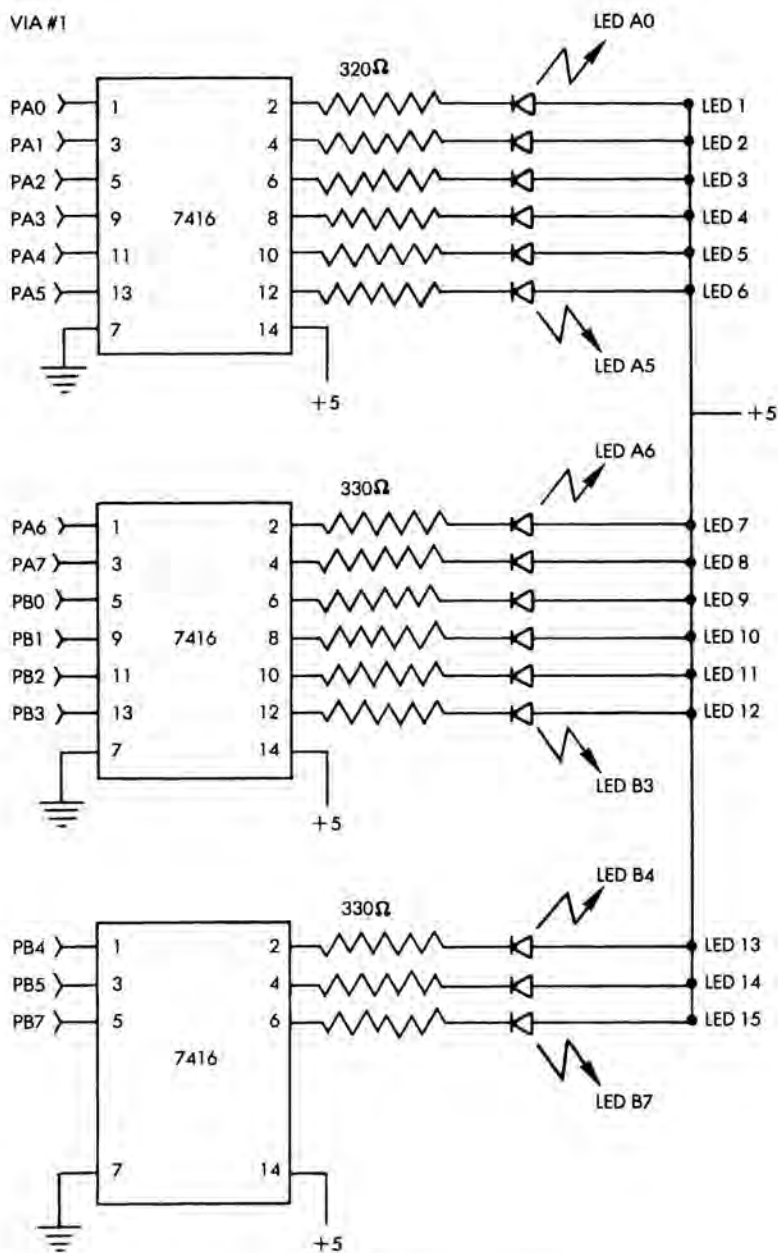 VIA #1
LED A0
320Ω
PA0 1 2 LED 1
PA1 3 4 LED 2
PA2 5 6 LED 3
PA3 9 7416 8 LED 4
PA4 11 10 LED 5
PA5 13 12 LED 6
7 14
LED A5
+5
+5
LED A6
330Ω
PA6 1 2 LED 7
PA7 3 4 LED 8
PB0 5 6 LED 9
PB1 9 7416 8 LED 10
PB2 11 10 LED 11
PB3 13 12 LED 12
7 14
LED B3
+5
LED B4
330Ω
PB4 1 2 LED 13
PB5 3 4 LED 14
PB7 5 6 LED 15
7416
LED B7
7 14
+5